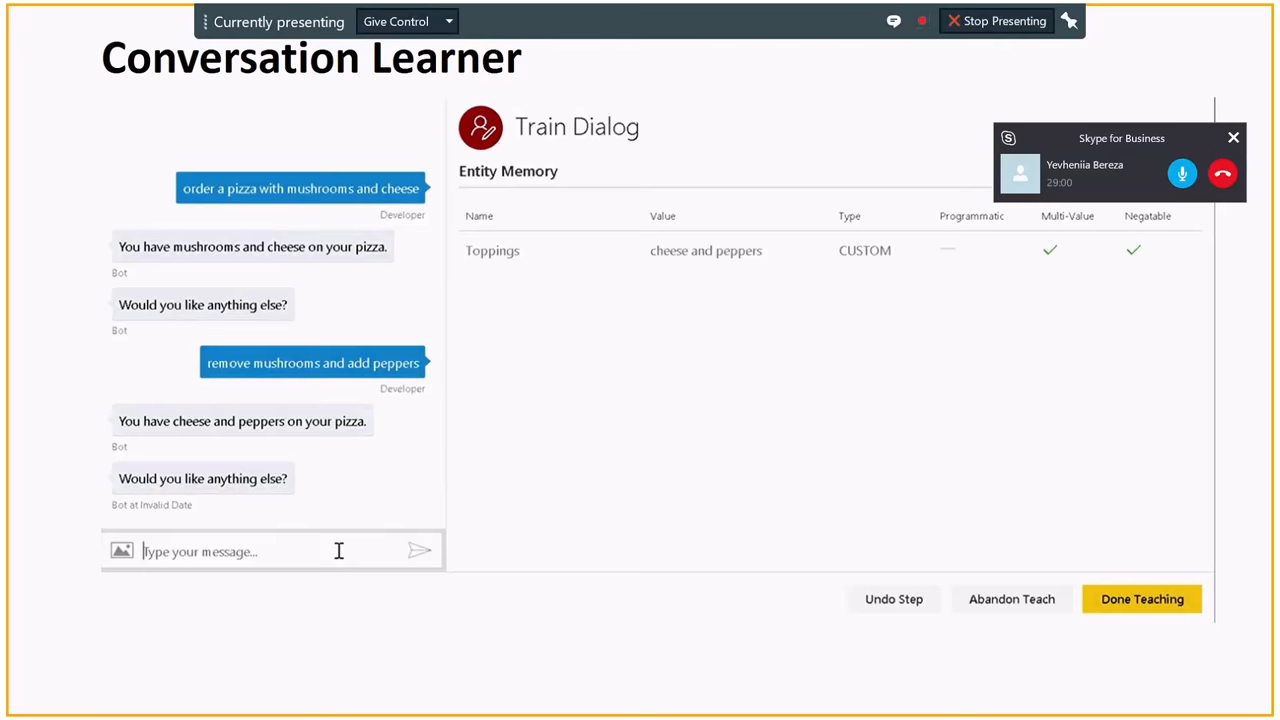 Currently presenting
Give Control
Stop Presenting
Conversation Learner
order a pizza with mushrooms and cheese
Developer
You have mushrooms and cheese on your pizza.
Bot
Would you like anything else?
Bot
remove mushrooms and add peppers
Developer
You have cheese and peppers on your pizza.
Bot
Would you like anything else?
Bot at Invalid Date
Type your message...
Train Dialog
Entity Memory
Name Value Type Programmatic Multi-Value Negatable
Toppings cheese and peppers CUSTOM
Skype for Business
Yevheniia Bereza
29:00
Undo Step
Abandon Teach
Done Teaching